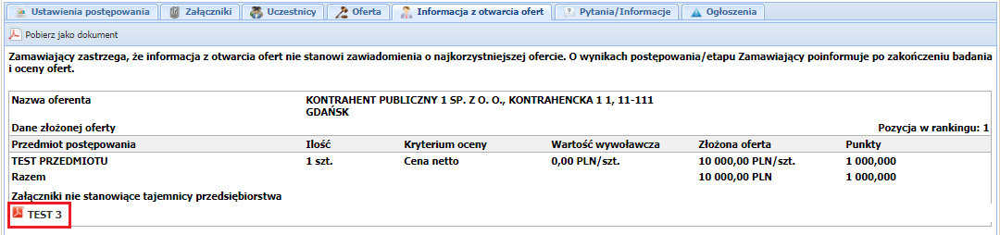 Ustawienia postępowania Załączniki Uczestnicy Oferta Informacja z otwarcia ofert Pytania/Informacje Ogłoszenia
Pobierz jako dokument
Zamawiający zastrzega, że informacja z otwarcia ofert nie stanowi zawiadomienia o najkorzystniejszej ofercie. O wynikach postępowania/etapu Zamawiający poinformuje po zakończeniu badania
i oceny ofert.
Nazwa oferenta KONTRAHENT PUBLICZNY 1 SP. Z O. O., KONTRAHENCKA 1 1, 11-111
GDAŃSK
Dane złożonej oferty Pozycja w rankingu: 1
Przedmiot postępowania Ilość Kryterium oceny Wartość wywoławcza Złożona oferta Punkty
TEST PRZEDMIOTU 1 szt. Cena netto 0,00 PLN/szt. 10 000,00 PLN/szt. 1 000,000
Razem 10 000,00 PLN 1 000,000
Załączniki nie stanowiące tajemnicy przedsiębiorstwa
TEST 3